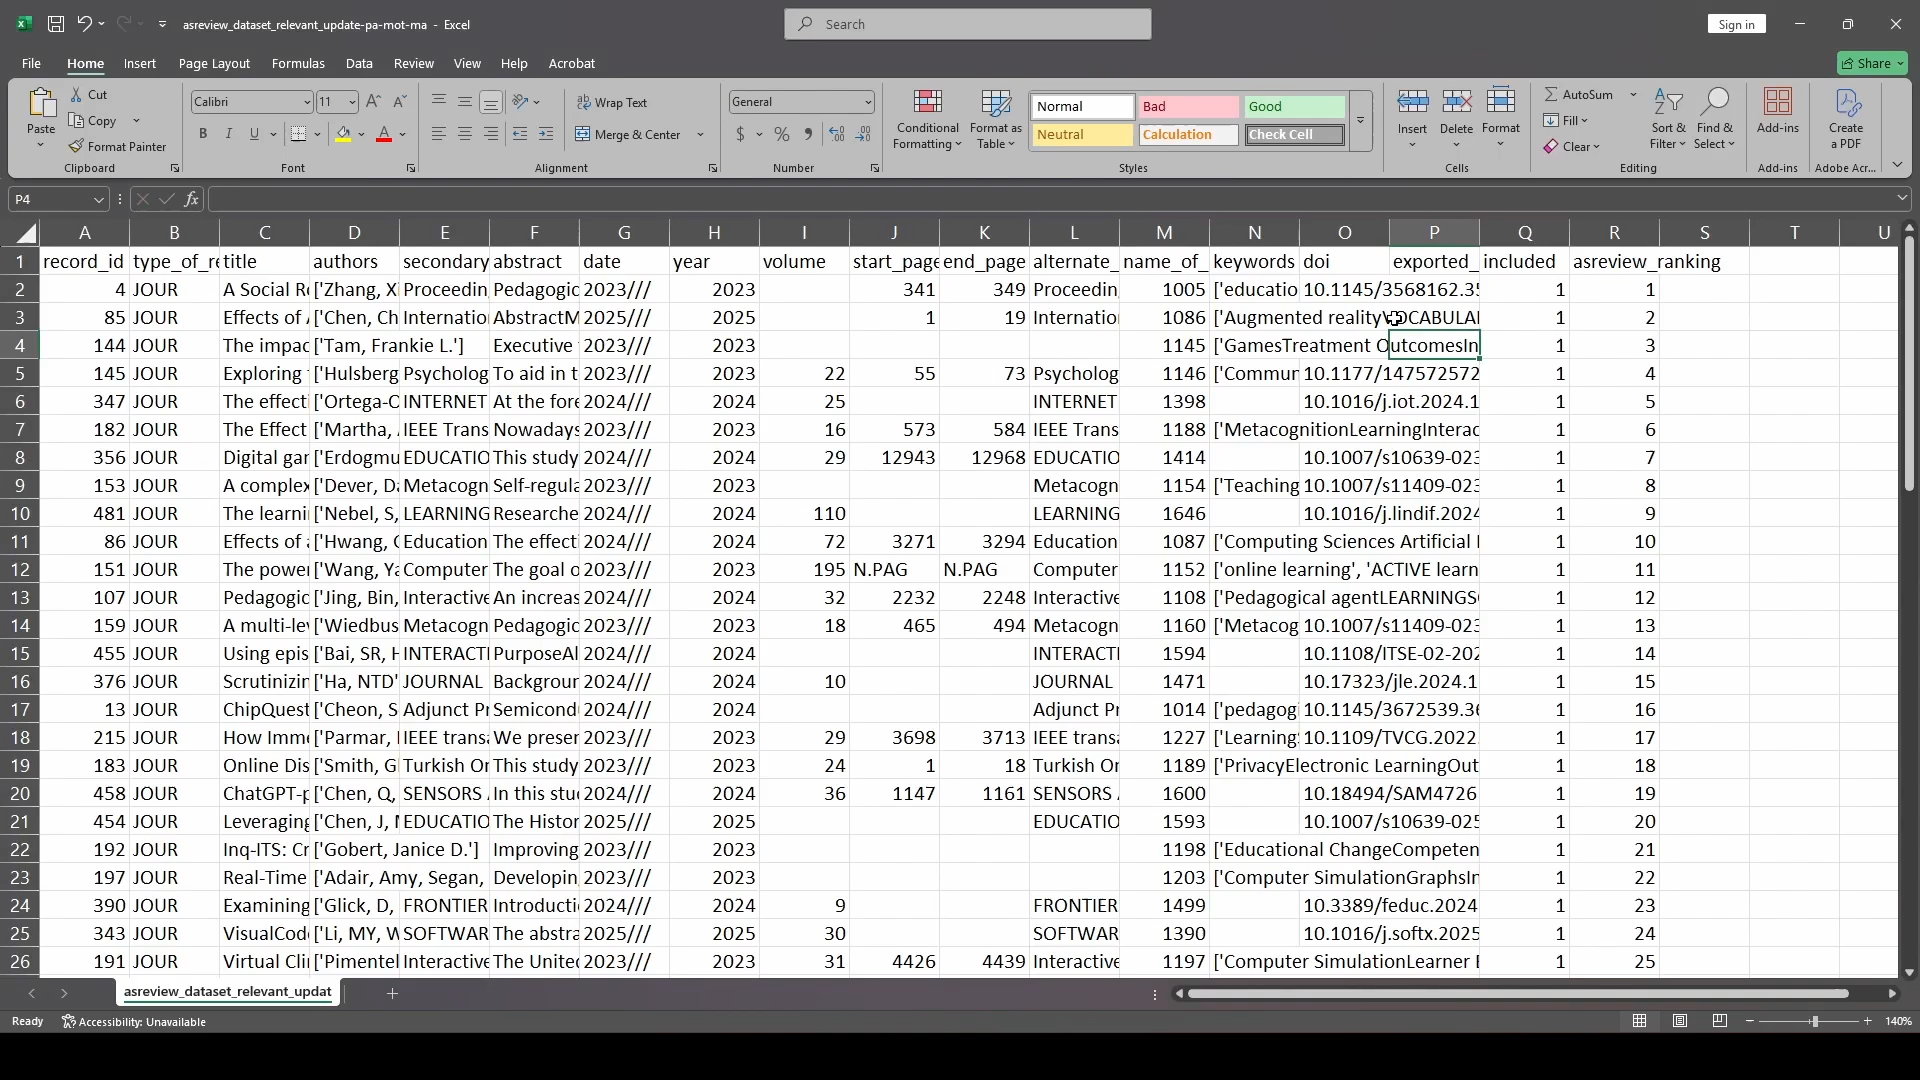 asreview_dataset_relevant_update-pa-mot-ma - Excel
Search
Sign in
File Home Insert Page Layout Formulas Data Review View Help Acrobat
Share
Paste
Cut
Copy
Format Painter
Clipboard
Calibri 11
B I U
Font
Wrap Text
Merge & Center
Alignment
General
$ % ,
Number
Conditional Formatting
Format as Table
Normal Bad Good
Neutral Calculation Check Cell
Styles
Insert Delete Format
Cells
AutoSum
Fill
Clear
Sort & Filter
Find & Select
Editing
Add-ins
Add-ins
Create a PDF
Adobe Acr...
P4 fx
A B C D E F G H I J K L M N O P Q R S T U
1 record_id type_of_re title authors secondary abstract date year volume start_page end_page alternate_ name_of_ keywords doi exported_ included asreview_ranking
2 4 JOUR A Social Ro ['Zhang, Xi Proceedin Pedagogic 2023/// 2023 341 349 Proceedin 1005 ['educatio 10.1145/3568162.35 1 1
3 85 JOUR Effects of A ['Chen, Ch Internatio AbstractM 2025/// 2025 1 19 Internatio 1086 ['Augmented realityVOCABULAI 1 2
4 144 JOUR The impac ['Tam, Frankie L.'] Executive 2023/// 2023 1145 ['GamesTreatment OutcomesIn 1 3
5 145 JOUR Exploring ['Hulsberg Psycholog To aid in t 2023/// 2023 22 55 73 Psycholog 1146 ['Commun 10.1177/147572572 1 4
6 347 JOUR The effecti ['Ortega-O INTERNET At the fore 2024/// 2024 25 INTERNET 1398 10.1016/j.iot.2024.1 1 5
7 182 JOUR The Effect ['Martha, IEEE Trans Nowadays 2023/// 2023 16 573 584 IEEE Trans 1188 ['MetacognitionLearningInterac 1 6
8 356 JOUR Digital gar ['Erdogmu EDUCATIO This study 2024/// 2024 29 12943 12968 EDUCATIO 1414 10.1007/s10639-023 1 7
9 153 JOUR A complex ['Dever, Da Metacogn Self-regula 2023/// 2023 Metacogn 1154 ['Teaching 10.1007/s11409-023 1 8
10 481 JOUR The learni ['Nebel, S, LEARNING Researche 2024/// 2024 110 LEARNING 1646 10.1016/j.lindif.2024 1 9
11 86 JOUR Effects of a ['Hwang, G Education The effect 2024/// 2024 72 3271 3294 Education 1087 ['Computing Sciences Artificial I 1 10
12 151 JOUR The power ['Wang, Ya Computer The goal o 2023/// 2023 195 N.PAG N.PAG Computer 1152 ['online learning', 'ACTIVE learn 1 11
13 107 JOUR Pedagogic ['Jing, Bin, Interactive An increas 2024/// 2024 32 2232 2248 Interactive 1108 ['Pedagogical agentLEARNINGS 1 12
14 159 JOUR A multi-lev ['Wiedbus Metacogn Pedagogic 2023/// 2023 18 465 494 Metacogn 1160 ['Metacog 10.1007/s11409-023 1 13
15 455 JOUR Using epis ['Bai, SR, H INTERACTI PurposeAl 2024/// 2024 INTERACTI 1594 10.1108/ITSE-02-202 1 14
16 376 JOUR Scrutinizin ['Ha, NTD' JOURNAL Backgroun 2024/// 2024 10 JOURNAL 1471 10.17323/jle.2024.1 1 15
17 13 JOUR ChipQuest ['Cheon, S Adjunct Pr Semicond 2024/// 2024 Adjunct Pr 1014 ['pedagogi 10.1145/3672539.36 1 16
18 215 JOUR How Imme ['Parmar, IEEE transa We preser 2023/// 2023 29 3698 3713 IEEE transa 1227 ['Learning 10.1109/TVCG.2022 1 17
19 183 JOUR Online Dis ['Smith, Gl Turkish On This study 2023/// 2023 24 1 18 Turkish On 1189 ['PrivacyElectronic LearningOut 1 18
20 458 JOUR ChatGPT-p ['Chen, Q, SENSORS In this stud 2024/// 2024 36 1147 1161 SENSORS 1600 10.18494/SAM4726 1 19
21 454 JOUR Leveraging ['Chen, J, EDUCATIO The Histor 2025/// 2025 EDUCATIO 1593 10.1007/s10639-025 1 20
22 192 JOUR Inq-ITS: Cr ['Gobert, Janice D.'] Improving 2023/// 2023 1198 ['Educational ChangeCompeten 1 21
23 197 JOUR Real-Time ['Adair, Amy, Segan, Developin 2023/// 2023 1203 ['Computer SimulationGraphsIn 1 22
24 390 JOUR Examining ['Glick, D, FRONTIER Introducti 2024/// 2024 9 FRONTIER 1499 10.3389/feduc.2024 1 23
25 343 JOUR VisualCod ['Li, MY, W SOFTWAR The abstra 2025/// 2025 30 SOFTWAR 1390 10.1016/j.softx.2025 1 24
26 191 JOUR Virtual Cli ['Pimentel Interactive The United 2023/// 2023 31 4426 4439 Interactive 1197 ['Computer SimulationLearner 1 25
asreview_dataset_relevant_updat
Ready Accessibility: Unavailable
140%